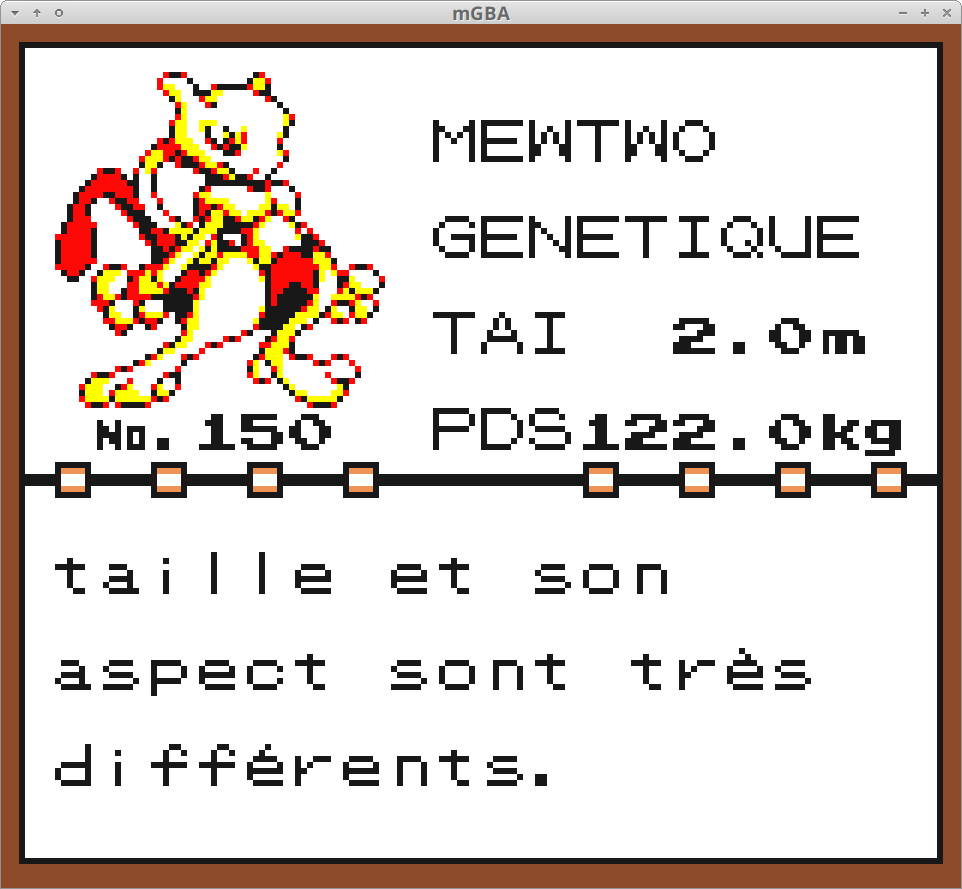 mGBA
MEWTWO
GENETIQUE
TAI 2.0m
No.150
PDS122.0kg
taille et son
aspect sont très
différents.